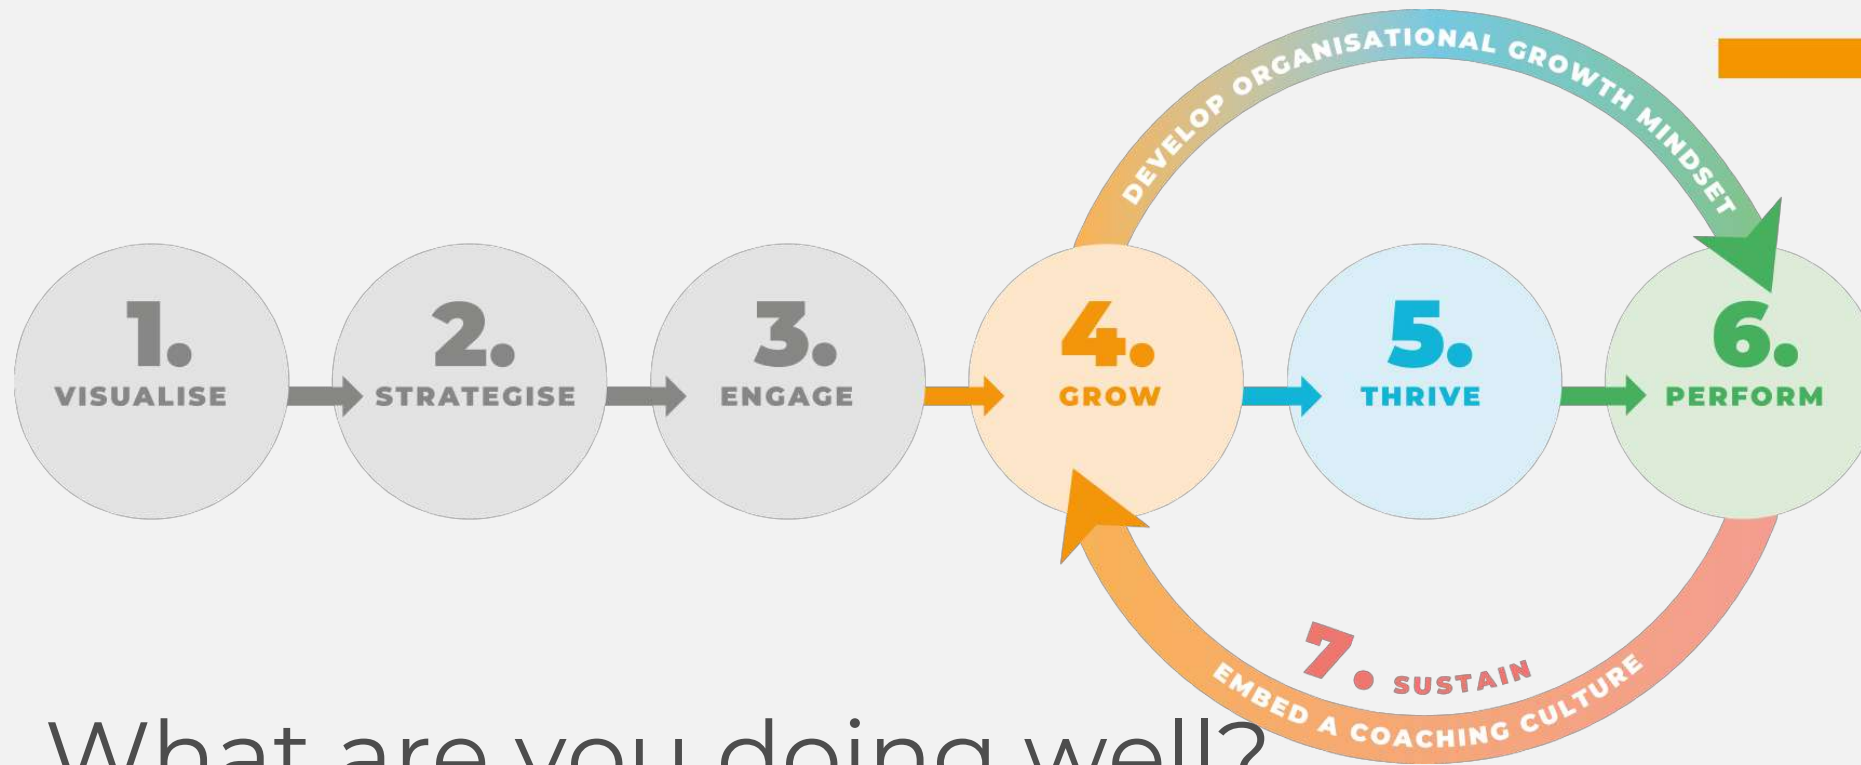 DEVELOP ORGANISATIONAL GROWTH MINDSET
1.
VISUALISE
2.
STRATEGISE
3.
ENGAGE
4.
GROW
5.
THRIVE
6.
PERFORM
7. SUSTAIN
EMBED A COACHING CULTURE
What are you doing well?